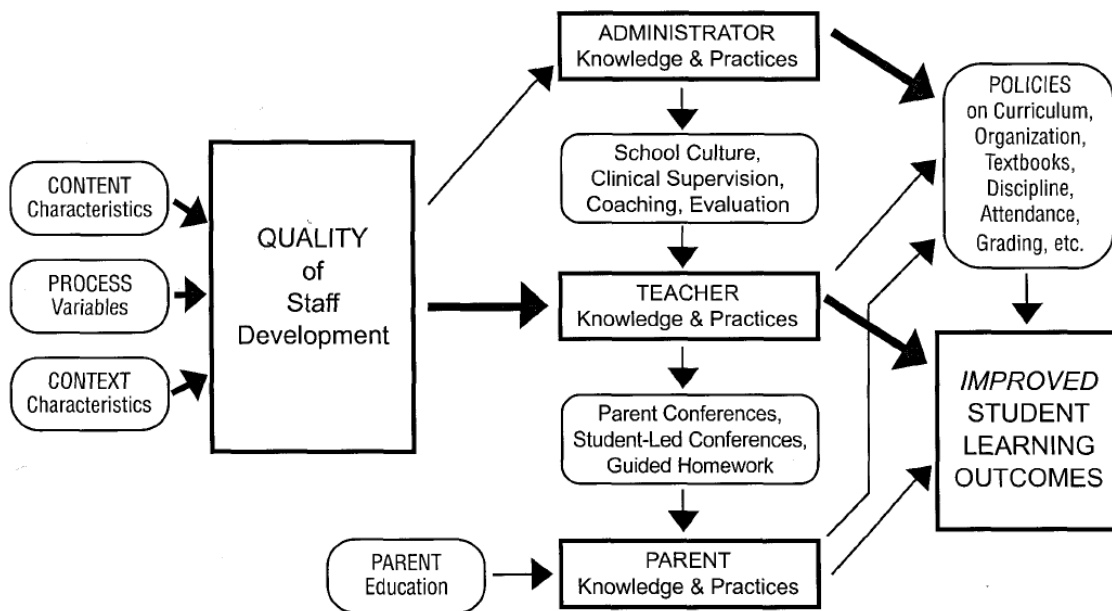 ADMINISTRATOR
Knowledge & Practices
POLICIES
on Curriculum,
Organization,
Textbooks,
Discipline,
Attendance,
Grading, etc.
School Culture,
Clinical Supervision,
Coaching, Evaluation
CONTENT
Characteristics
PROCESS
Variables
CONTEXT
Characteristics
QUALITY
of
Staff
Development
TEACHER
Knowledge & Practices
IMPROVED
STUDENT
LEARNING
OUTCOMES
Parent Conferences,
Student-Led Conferences,
Guided Homework
PARENT
Education
PARENT
Knowledge & Practices